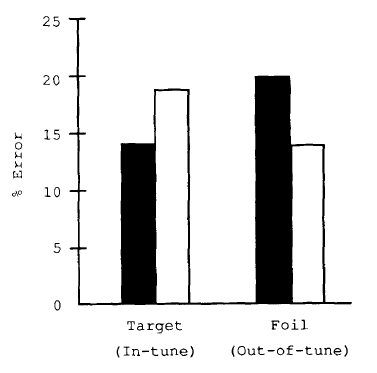 25
20
15
10
5
0
% Error
Target
(In-tune)
Foil
(Out-of-tune)